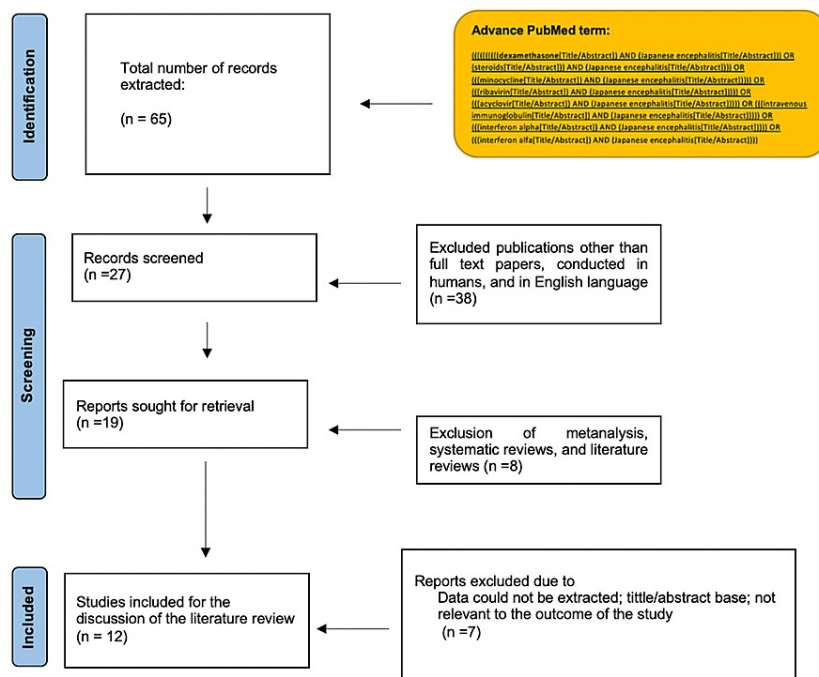 Identification
Total number of records
extracted:
(n = 65)
Advance PubMed term:
((((((((((dexamethasone[Title/Abstract]) AND (Japanese encephalitis[Title/Abstract])) OR
(steroids[Title/Abstract])) AND (Japanese encephalitis[Title/Abstract]))) OR
(((minocycline[Title/Abstract]) AND (Japanese encephalitis[Title/Abstract])))) OR
(((ribavirin[Title/Abstract]) AND (Japanese encephalitis[Title/Abstract])))) OR
(((acyclovir[Title/Abstract]) AND (Japanese encephalitis[Title/Abstract])))) OR (((intravenous
immunoglobulin[Title/Abstract]) AND (Japanese encephalitis[Title/Abstract])))) OR
(((interferon alpha[Title/Abstract]) AND (Japanese encephalitis[Title/Abstract])))) OR
(((interferon alfa[Title/Abstract]) AND (Japanese encephalitis[Title/Abstract])))
Screening
Records screened
(n =27)
Excluded publications other than
full text papers, conducted in
humans, and in English language
(n =38)
Reports sought for retrieval
(n =19)
Exclusion of metanalysis,
systematic reviews, and literature
reviews (n =8)
Included
Studies included for the
discussion of the literature review
(n = 12)
Reports excluded due to
Data could not be extracted; tittle/abstract base; not
relevant to the outcome of the study
(n =7)